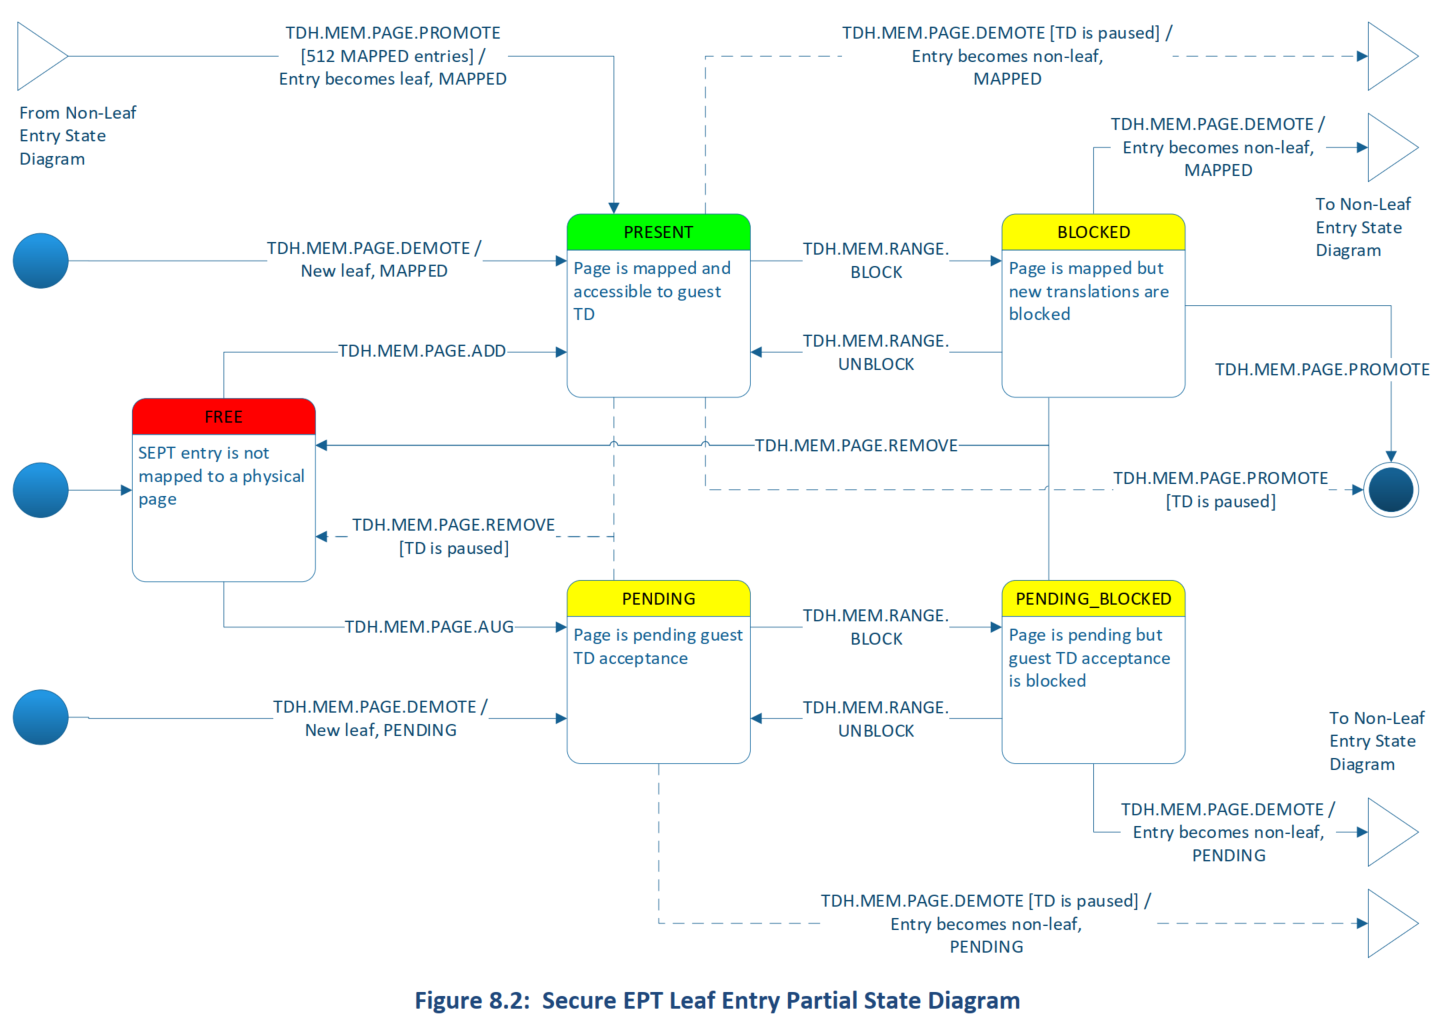 TDH.MEM.PAGE.PROMOTE
[512 MAPPED entries] /
Entry becomes leaf, MAPPED
TDH.MEM.PAGE.DEMOTE [TD is paused] /
Entry becomes non-leaf,
MAPPED
From Non-Leaf
Entry State
Diagram
TDH.MEM.PAGE.DEMOTE /
Entry becomes non-leaf,
MAPPED
To Non-Leaf
Entry State
Diagram
TDH.MEM.PAGE.DEMOTE /
New leaf, MAPPED
PRESENT
Page is mapped and
accessible to guest
TD
TDH.MEM.RANGE.
BLOCK
BLOCKED
Page is mapped but
new translations are
blocked
TDH.MEM.RANGE.
UNBLOCK
TDH.MEM.PAGE.ADD
TDH.MEM.PAGE.PROMOTE
FREE
SEPT entry is not
mapped to a physical
page
TDH.MEM.PAGE.REMOVE
TDH.MEM.PAGE.PROMOTE
[TD is paused]
TDH.MEM.PAGE.REMOVE
[TD is paused]
TDH.MEM.PAGE.AUG
PENDING
Page is pending guest
TD acceptance
TDH.MEM.RANGE.
BLOCK
PENDING_BLOCKED
Page is pending but
guest TD acceptance
is blocked
TDH.MEM.PAGE.DEMOTE /
New leaf, PENDING
TDH.MEM.RANGE.
UNBLOCK
To Non-Leaf
Entry State
Diagram
TDH.MEM.PAGE.DEMOTE /
Entry becomes non-leaf,
PENDING
TDH.MEM.PAGE.DEMOTE [TD is paused] /
Entry becomes non-leaf,
PENDING
Figure 8.2: Secure EPT Leaf Entry Partial State Diagram